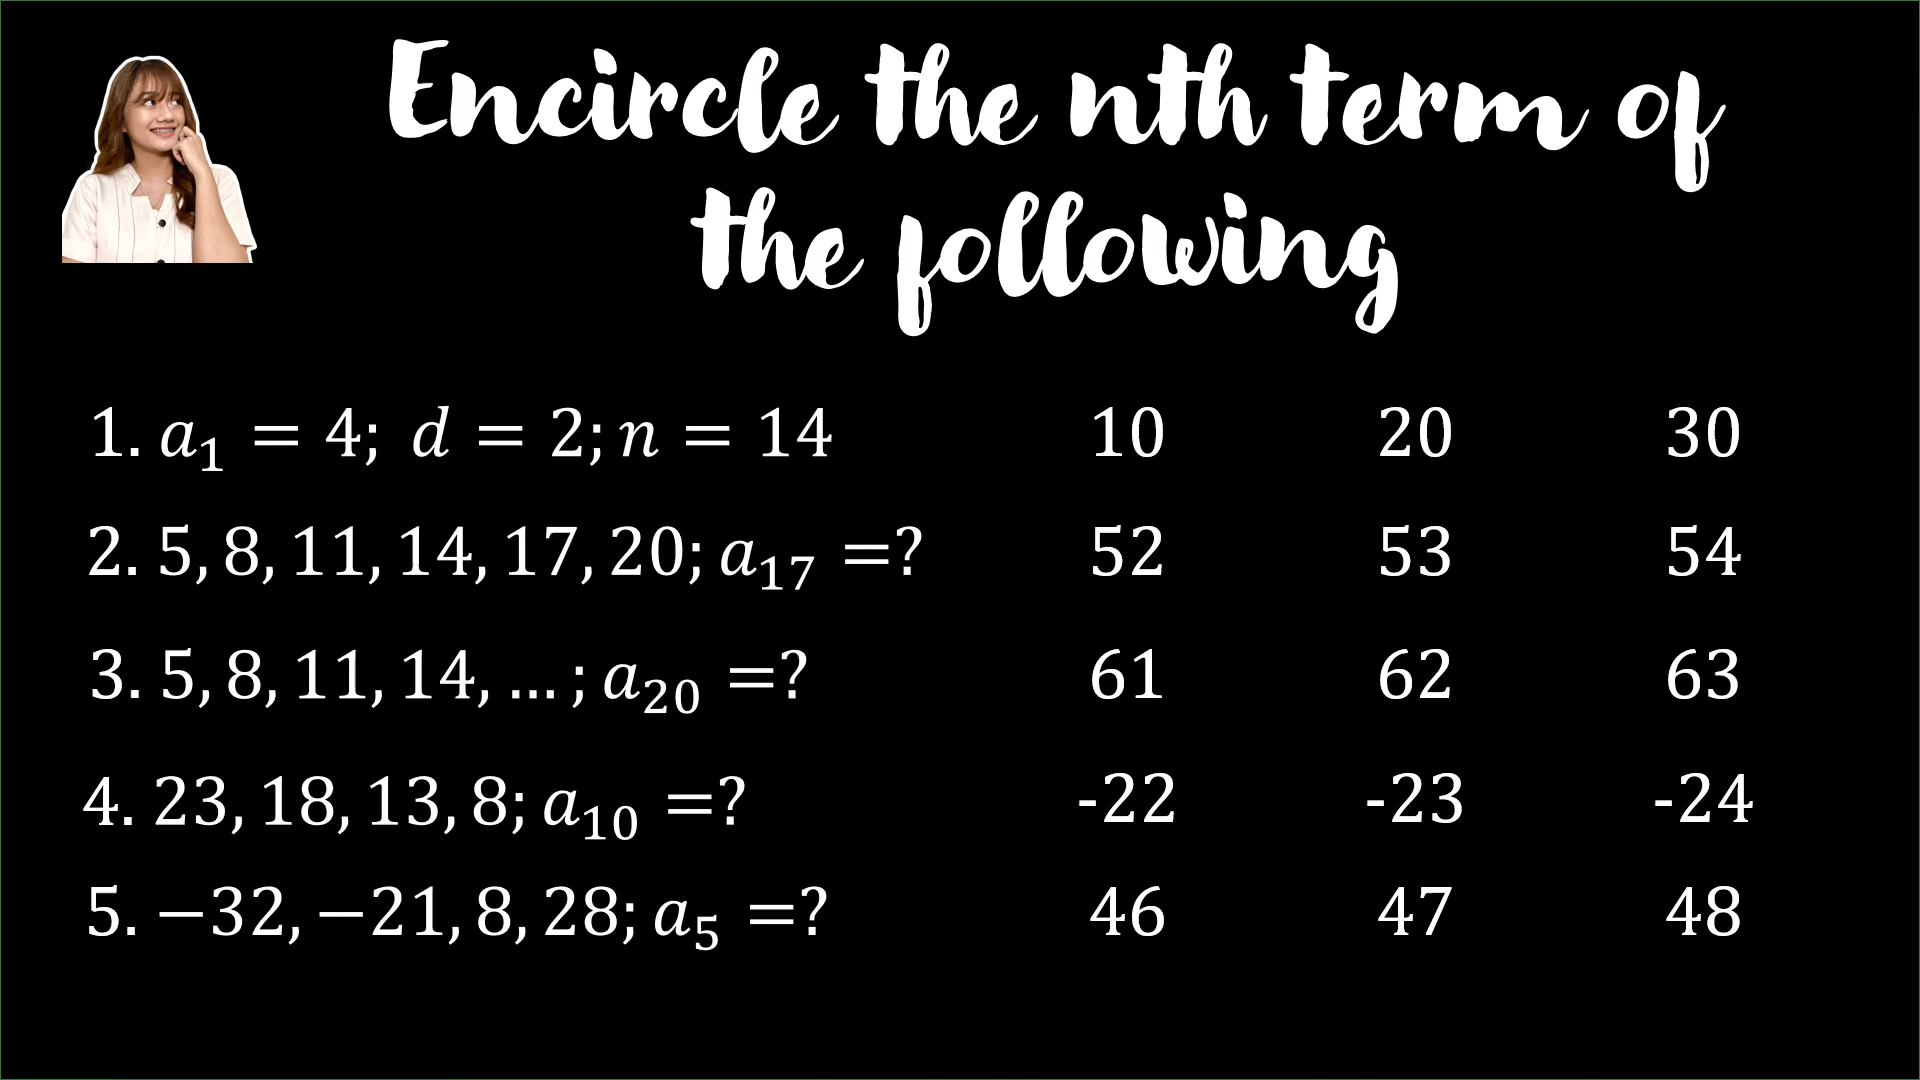 Encircle the nth term of
the following
1. a₁ = 4; d = 2; n = 14 10 20 30
2. 5, 8, 11, 14, 17, 20; a₁₇ =? 52 53 54
3. 5, 8, 11, 14, … ; a₂₀ =? 61 62 63
4. 23, 18, 13, 8; a₁₀ =? -22 -23 -24
5. −32, −21, 8, 28; a₅ =? 46 47 48